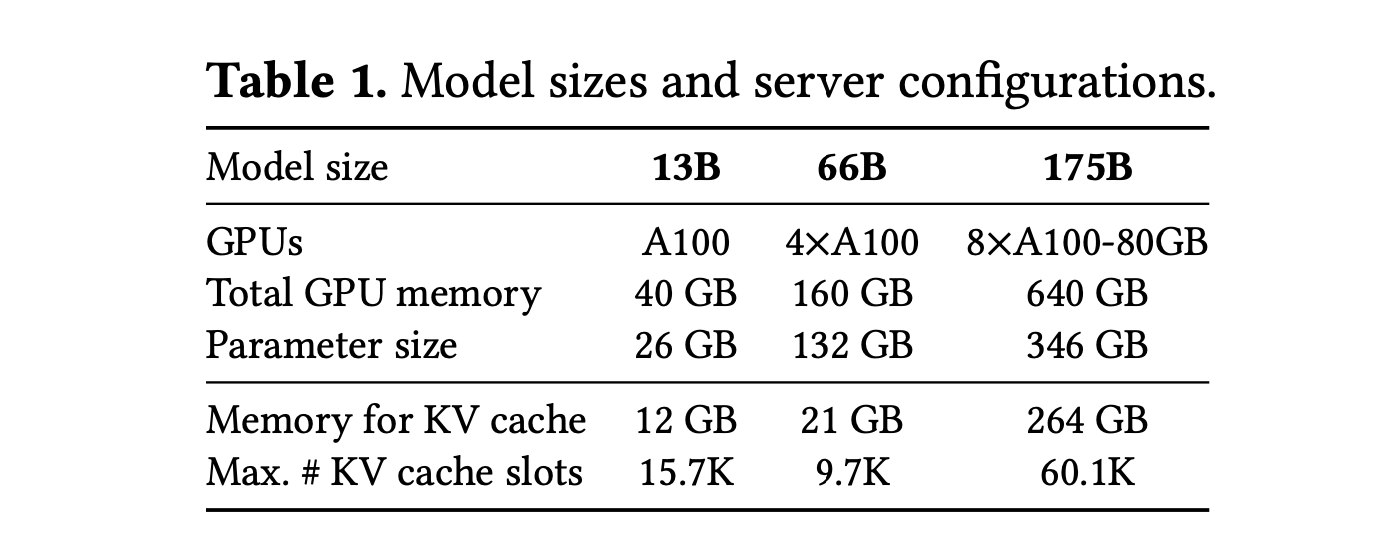 Table 1. Model sizes and server configurations.
Model size 13B 66B 175B
GPUs A100 4×A100 8×A100-80GB
Total GPU memory 40 GB 160 GB 640 GB
Parameter size 26 GB 132 GB 346 GB
Memory for KV cache 12 GB 21 GB 264 GB
Max. # KV cache slots 15.7K 9.7K 60.1K